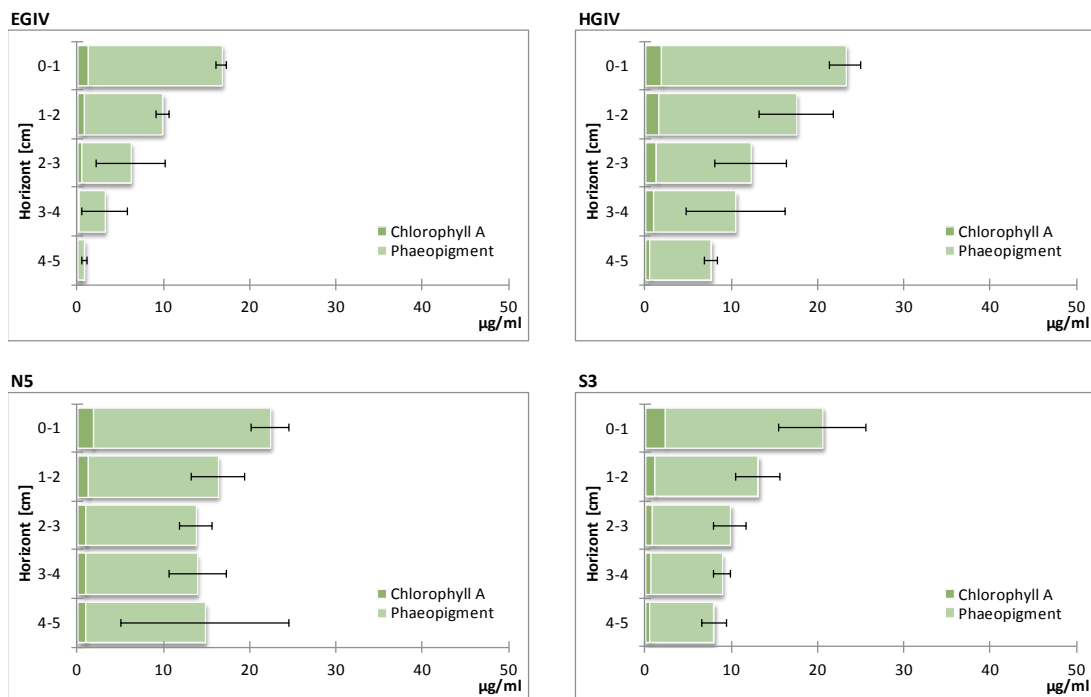 EGIV
Horizont [cm]
0-1
1-2
2-3
3-4
4-5
Chlorophyll A
Phaeopigment
0 10 20 30 40 50
µg/ml
HGIV
Horizont [cm]
0-1
1-2
2-3
3-4
4-5
Chlorophyll A
Phaeopigment
0 10 20 30 40 50
µg/ml
N5
Horizont [cm]
0-1
1-2
2-3
3-4
4-5
Chlorophyll A
Phaeopigment
0 10 20 30 40 50
µg/ml
S3
Horizont [cm]
0-1
1-2
2-3
3-4
4-5
Chlorophyll A
Phaeopigment
0 10 20 30 40 50
µg/ml